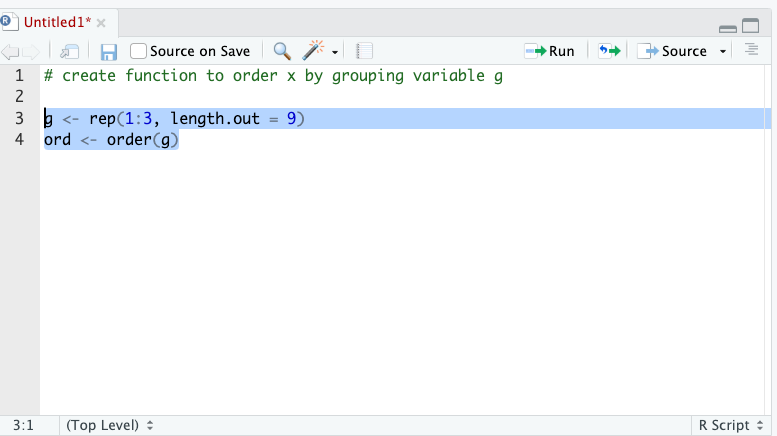 R Untitled1* ×
Source on Save Run Source
1 # create function to order x by grouping variable g
2
3 g <- rep(1:3, length.out = 9)
4 ord <- order(g)
3:1 (Top Level) R Script